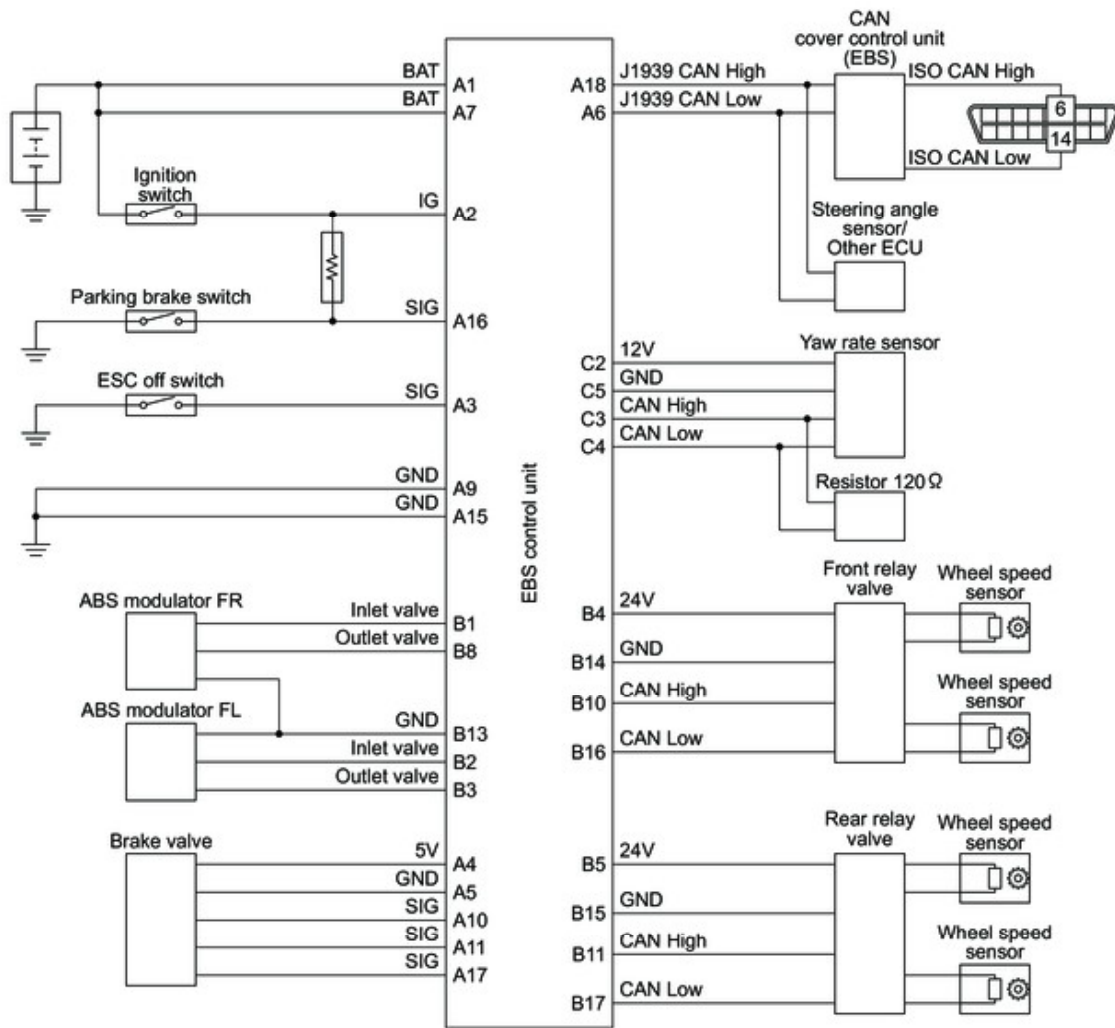 BAT
A1
BAT
A7
Ignition
switch
IG
A2
Parking brake switch
SIG
A16
ESC off switch
SIG
A3
GND
A9
GND
A15
ABS modulator FR
Inlet valve
B1
Outlet valve
B8
ABS modulator FL
GND
B13
Inlet valve
B2
Outlet valve
B3
Brake valve
5V
A4
GND
A5
SIG
A10
SIG
A11
SIG
A17
EBS control unit
CAN
cover control unit
(EBS)
J1939 CAN High
A18
J1939 CAN Low
A6
ISO CAN High
6
14
ISO CAN Low
Steering angle
sensor/
Other ECU
Yaw rate sensor
12V
C2
GND
C5
CAN High
C3
CAN Low
C4
Resistor 120Ω
Front relay
valve
Wheel speed
sensor
24V
B4
GND
B14
CAN High
B10
CAN Low
B16
Wheel speed
sensor
Rear relay
valve
Wheel speed
sensor
24V
B5
GND
B15
CAN High
B11
CAN Low
B17
Wheel speed
sensor